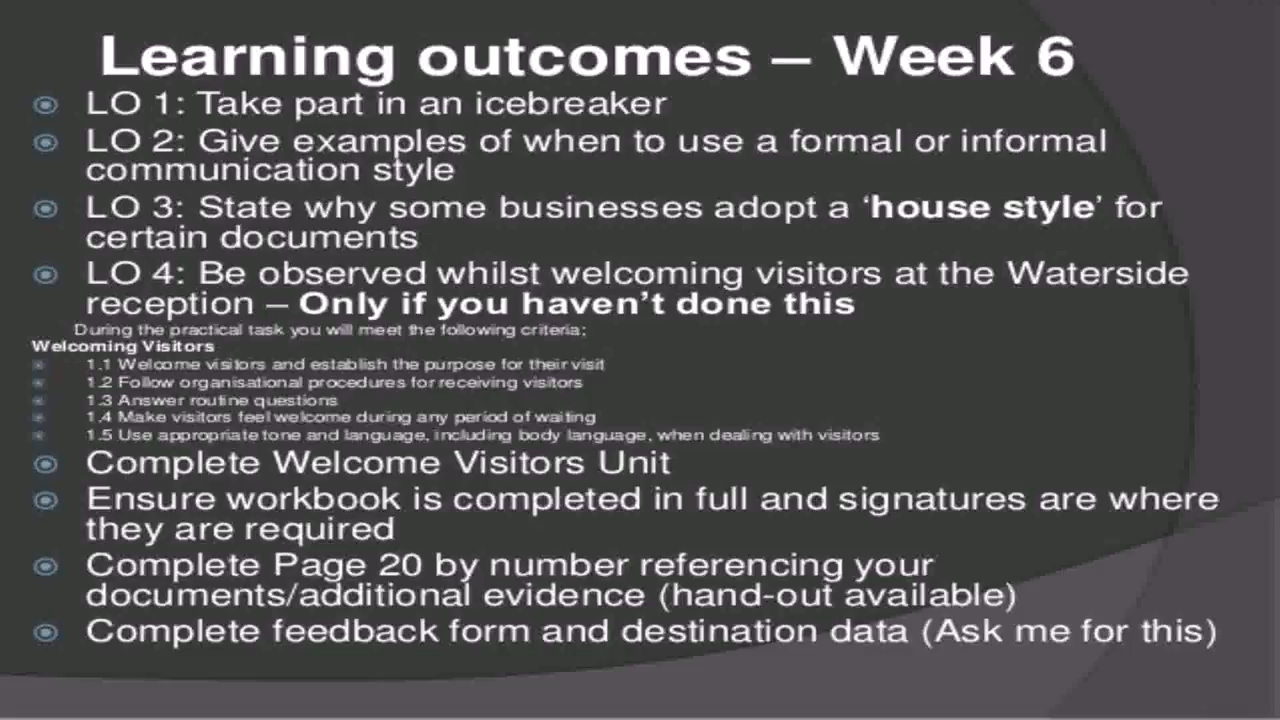 Learning outcomes – Week 6
LO 1: Take part in an icebreaker
LO 2: Give examples of when to use a formal or informal
communication style
LO 3: State why some businesses adopt a ‘house style’ for
certain documents
LO 4: Be observed whilst welcoming visitors at the Waterside
reception – Only if you haven’t done this
During the practical task you will meet the following criteria;
Welcoming Visitors
1.1 Welcome visitors and establish the purpose for their visit
1.2 Follow organisational procedures for receiving visitors
1.3 Answer routine questions
1.4 Make visitors feel welcome during any period of waiting
1.5 Use appropriate tone and language, including body language, when dealing with visitors
Complete Welcome Visitors Unit
Ensure workbook is completed in full and signatures are where
they are required
Complete Page 20 by number referencing your
documents/additional evidence (hand-out available)
Complete feedback form and destination data (Ask me for this)